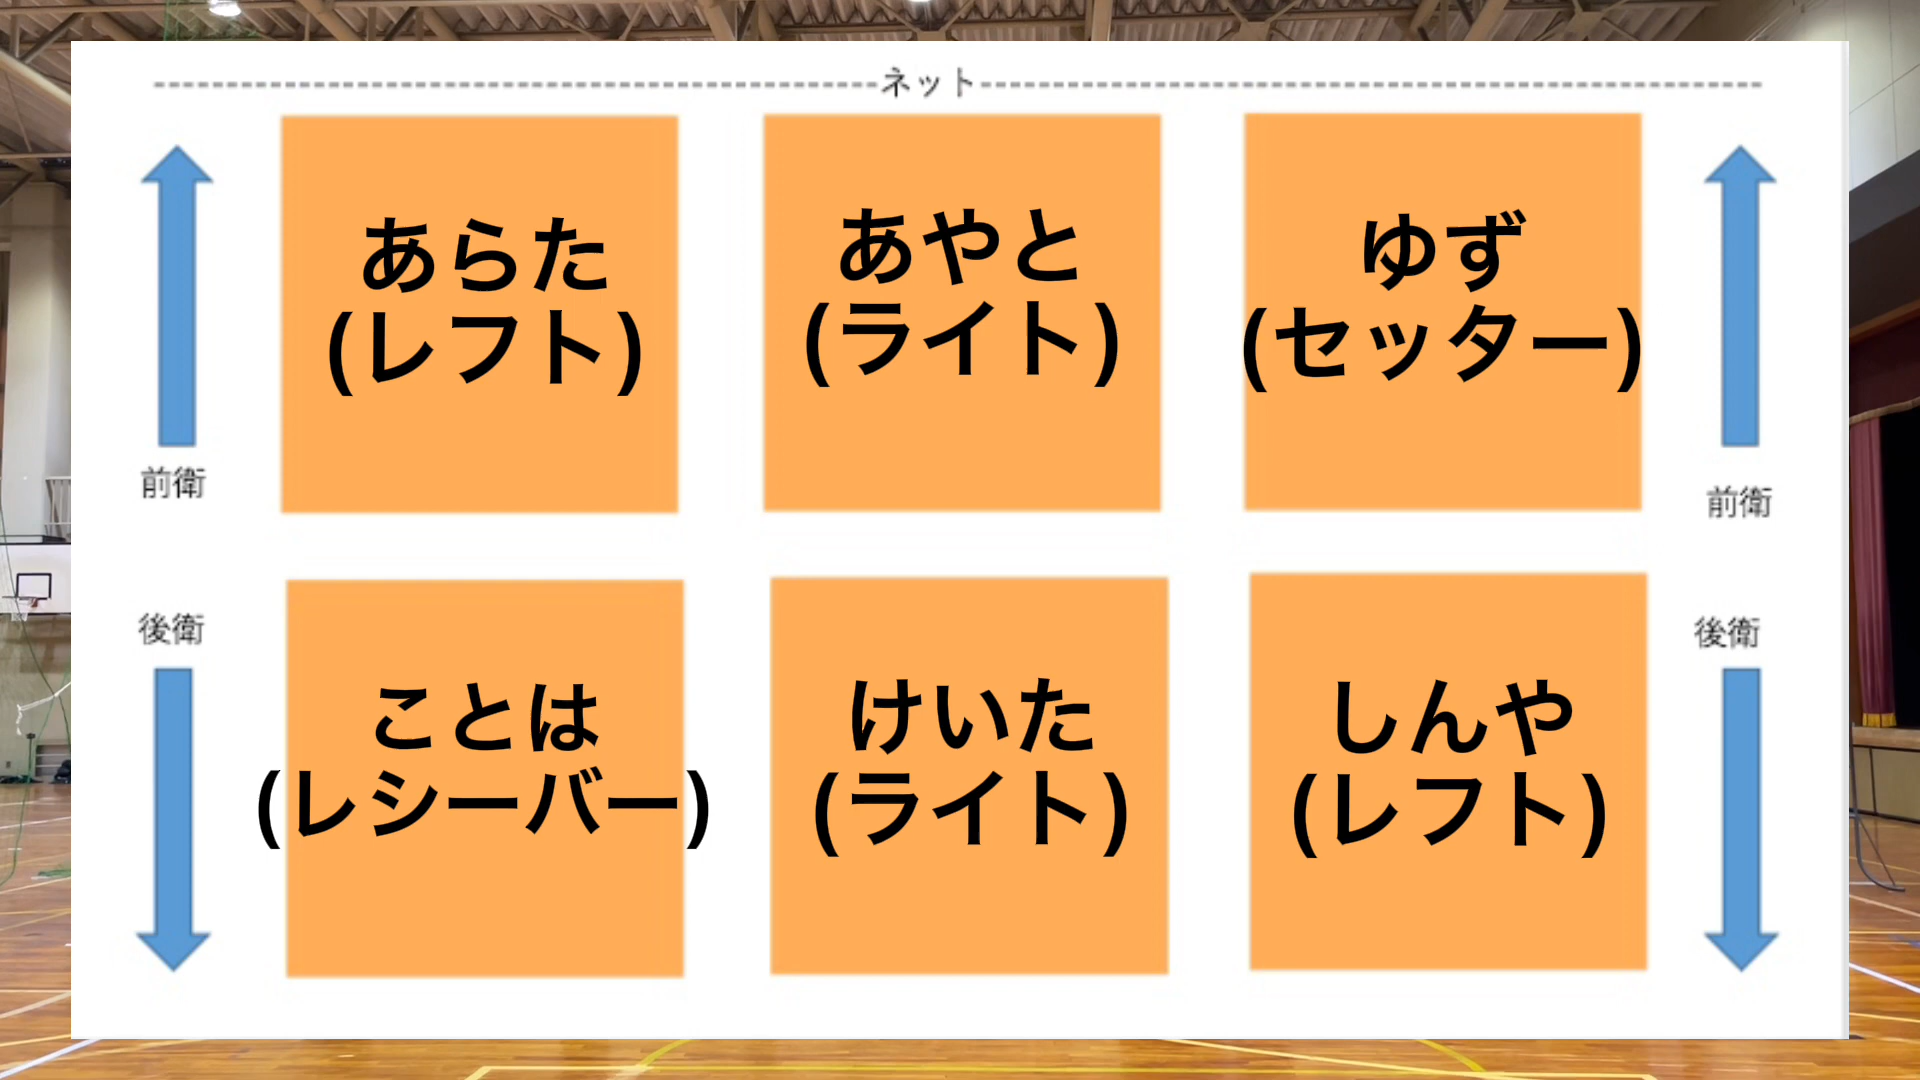 ネット
あらた
(レフト)
あやと
(ライト)
ゆず
(セッター)
前衛
前衛
後衛
後衛
ことは
(レシーバー)
けいた
(ライト)
しんや
(レフト)